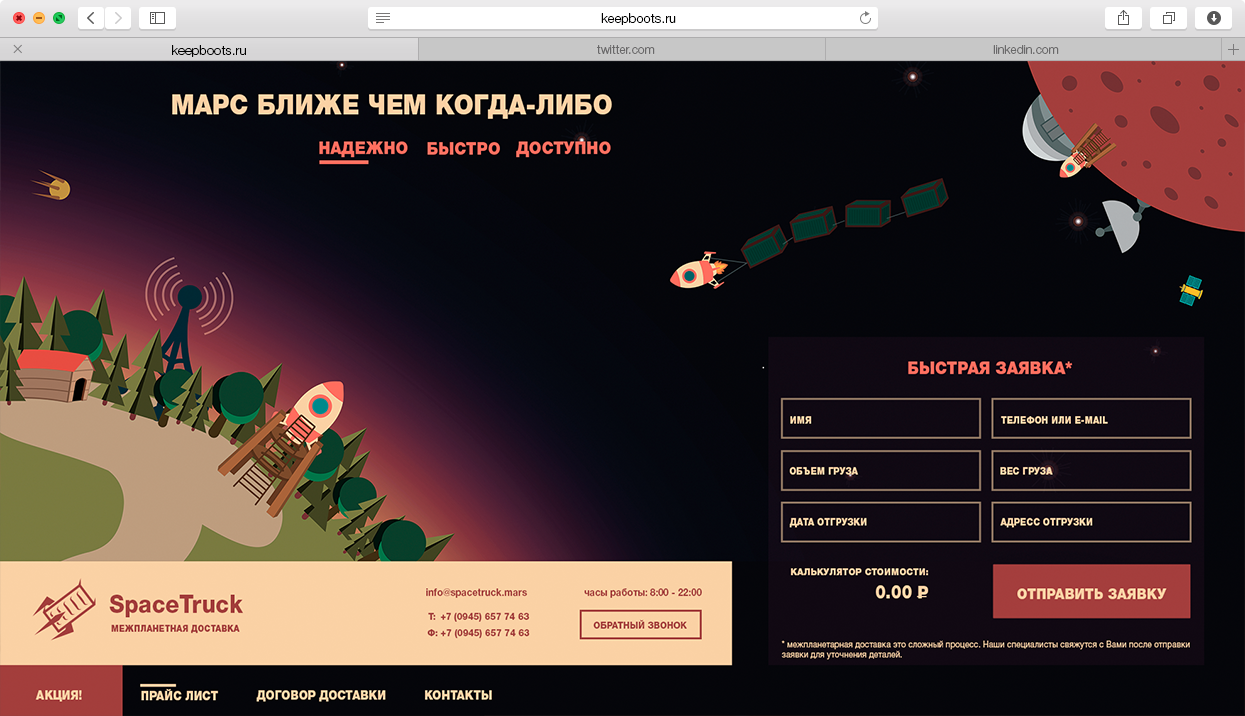 keepboots.ru
keepboots.ru
twitter.com
linkedin.com
МАРС БЛИЖЕ ЧЕМ КОГДА-ЛИБО
НАДЕЖНО БЫСТРО ДОСТУПНО
БЫСТРАЯ ЗАЯВКА*
ИМЯ
ТЕЛЕФОН ИЛИ E-MAIL
ОБЪЕМ ГРУЗА
ВЕС ГРУЗА
ДАТА ОТГРУЗКИ
АДРЕСС ОТГРУЗКИ
КАЛЬКУЛЯТОР СТОИМОСТИ:
0.00 ₽
ОТПРАВИТЬ ЗАЯВКУ
* межпланетарная доставка это сложный процесс. Наши специалисты свяжутся с Вами после отправки
заявки для уточнения деталей.
SpaceTruck
МЕЖПЛАНЕТНАЯ ДОСТАВКА
info@spacetruck.mars
Т: +7 (0945) 657 74 63
Ф: +7 (0945) 657 74 63
часы работы: 8:00 - 22:00
ОБРАТНЫЙ ЗВОНОК
АКЦИЯ!
ПРАЙС ЛИСТ
ДОГОВОР ДОСТАВКИ
КОНТАКТЫ